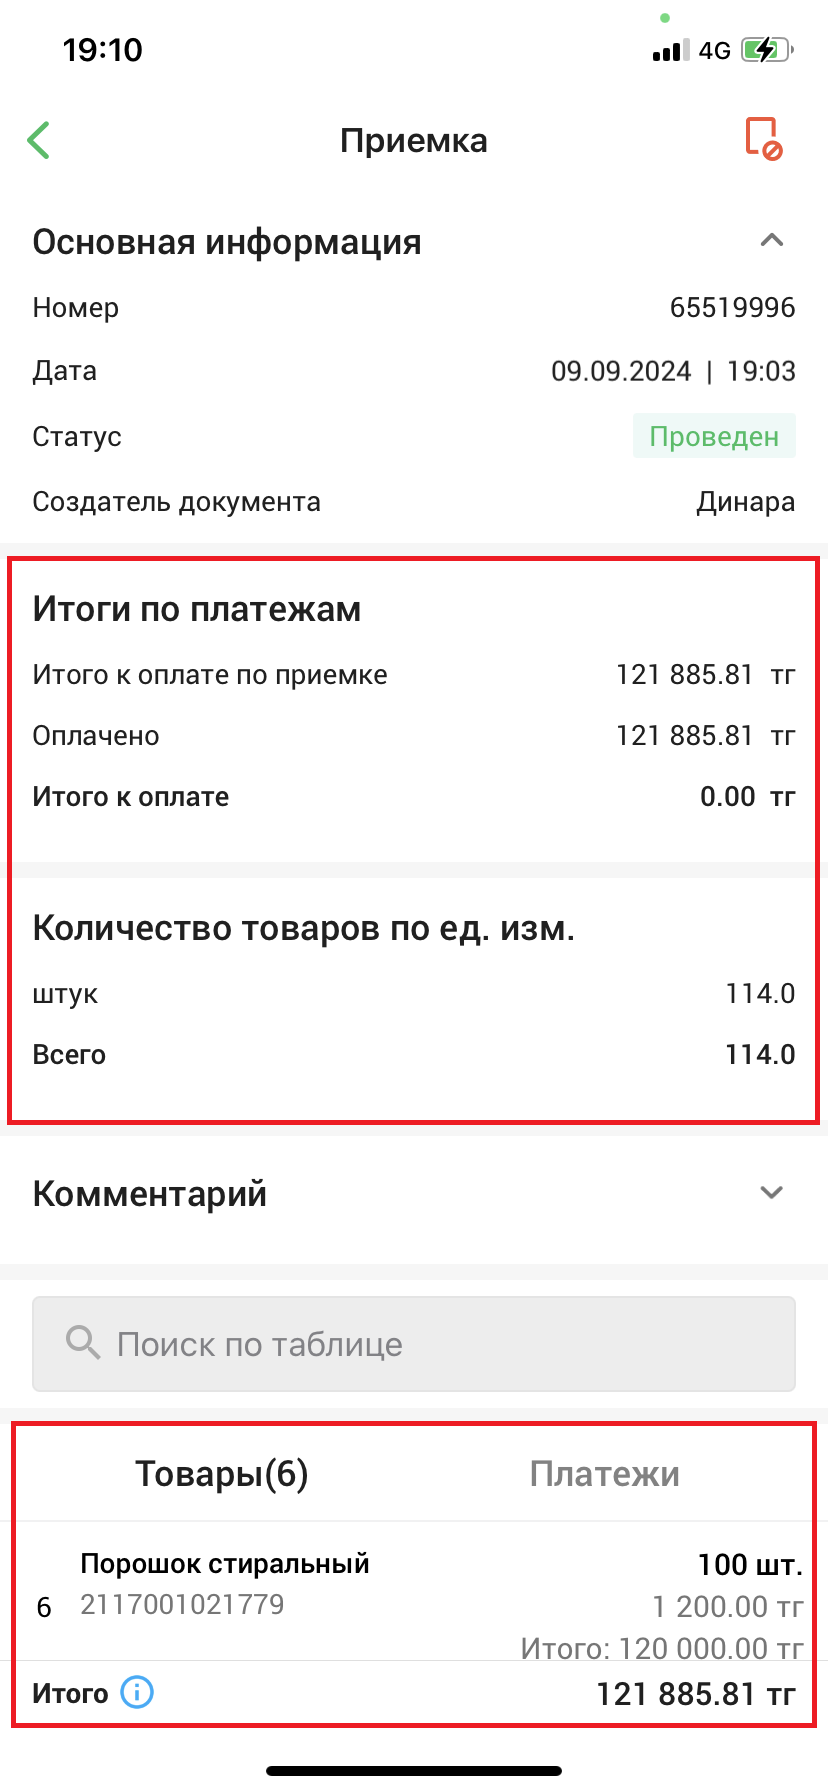 19:10
4G
Приемка
Основная информация
Номер 65519996
Дата 09.09.2024 | 19:03
Статус Проведен
Создатель документа Динара
Итоги по платежам
Итого к оплате по приемке 121 885.81 тг
Оплачено 121 885.81 тг
Итого к оплате 0.00 тг
Количество товаров по ед. изм.
штук 114.0
Всего 114.0
Комментарий
Поиск по таблице
Товары(6) Платежи
Порошок стиральный 100 шт.
6 2117001021779 1 200.00 тг
Итого: 120 000.00 тг
Итого 121 885.81 тг